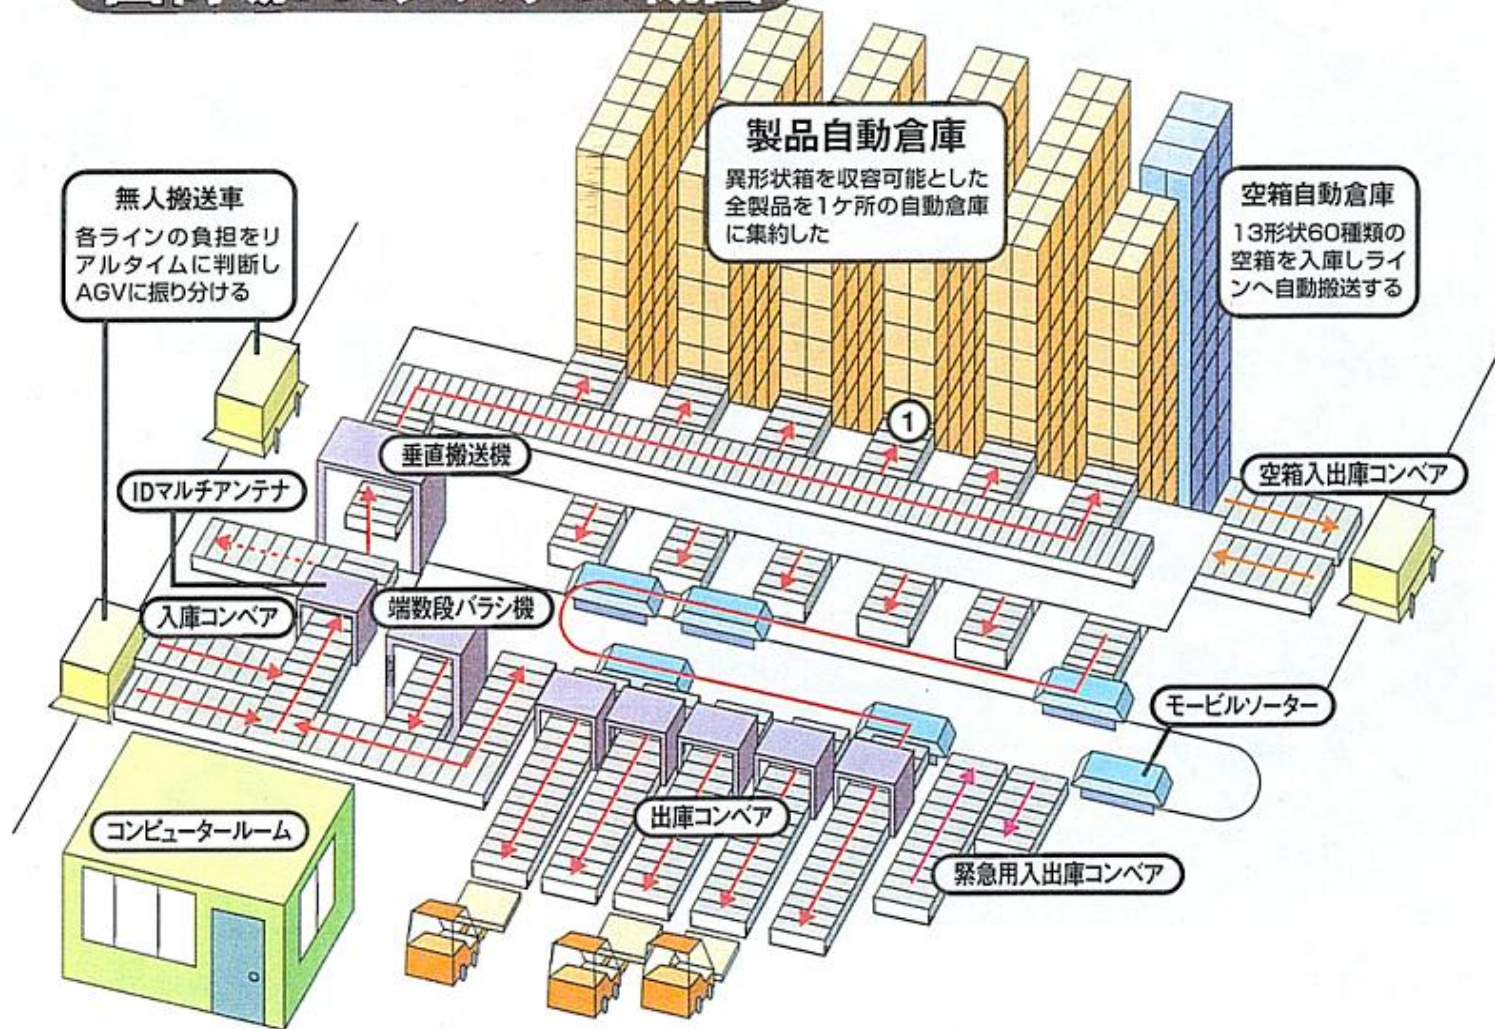 製品自動倉庫
異形状箱を収容可能とした
全製品を1ケ所の自動倉庫
に集約した
無人搬送車
各ラインの負担をリ
アルタイムに判断し
AGVに振り分ける
空箱自動倉庫
13形状60種類の
空箱を入庫しライ
ンへ自動搬送する
①
垂直搬送機
空箱入出庫コンベア
IDマルチアンテナ
入庫コンベア
端数段バラシ機
モービルソーター
コンピュータールーム
出庫コンベア
緊急用入出庫コンベア